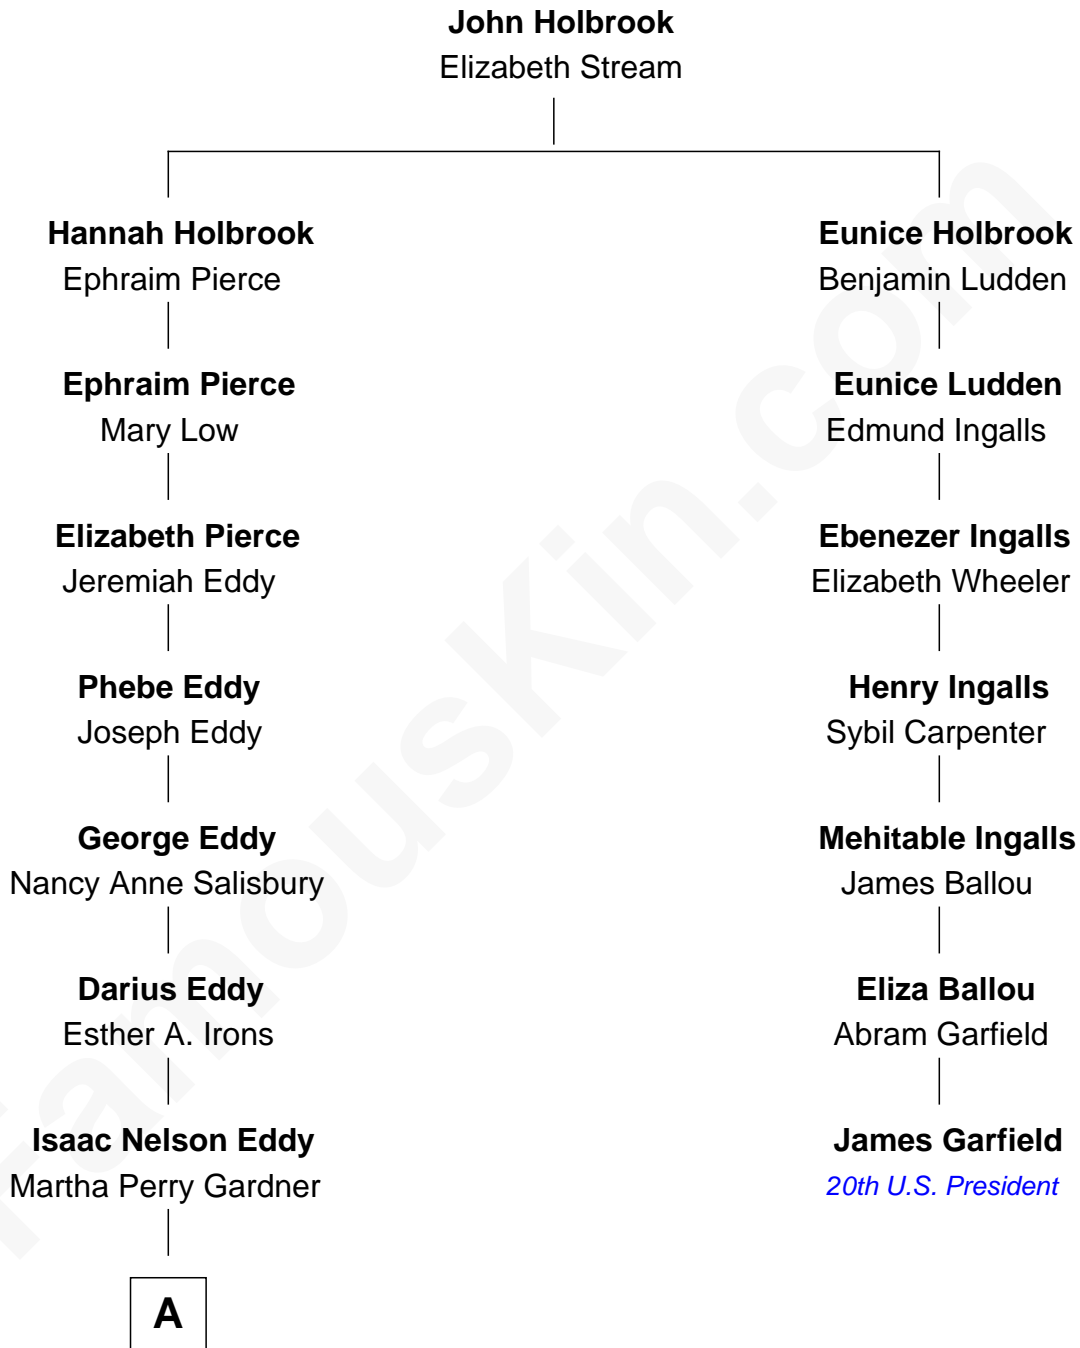 John Holbrook
Elizabeth Stream
Hannah Holbrook
Ephraim Pierce
Eunice Holbrook
Benjamin Ludden
Ephraim Pierce
Mary Low
Eunice Ludden
Edmund Ingalls
Elizabeth Pierce
Jeremiah Eddy
Ebenezer Ingalls
Elizabeth Wheeler
Phebe Eddy
Joseph Eddy
Henry Ingalls
Sybil Carpenter
George Eddy
Nancy Anne Salisbury
Mehitable Ingalls
James Ballou
Darius Eddy
Esther A. Irons
Eliza Ballou
Abram Garfield
Isaac Nelson Eddy
Martha Perry Gardner
James Garfield
20th U.S. President
A
FamousKin.com